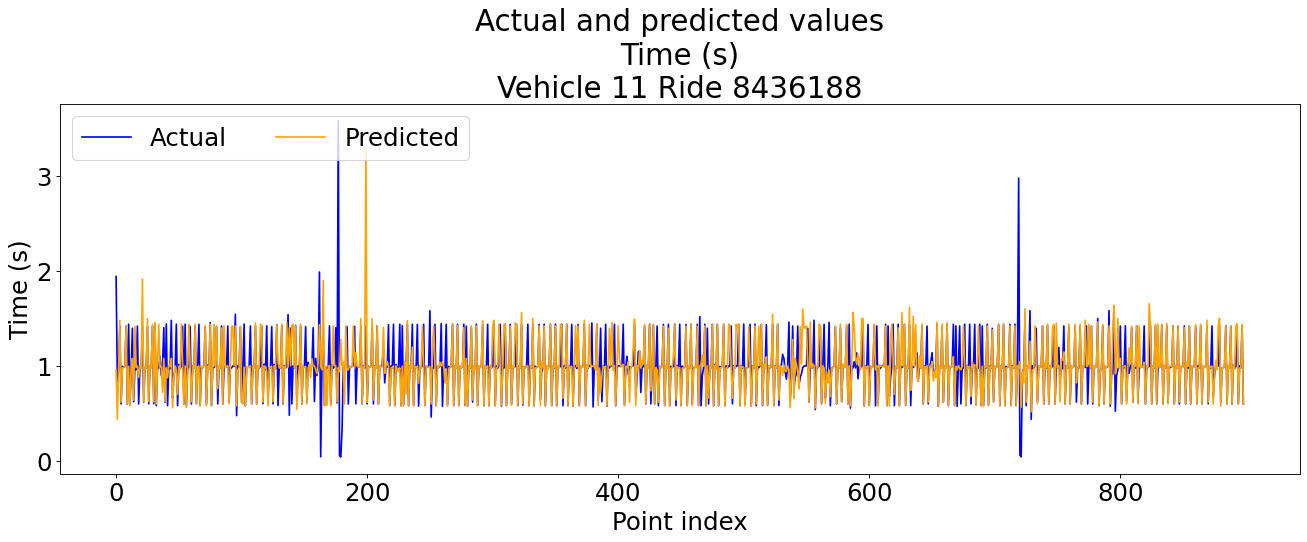 Actual and predicted values
Time (s)
Vehicle 11 Ride 8436188
Actual
Predicted
Time (s)
3
2
1
0
0
200
400
600
800
Point index